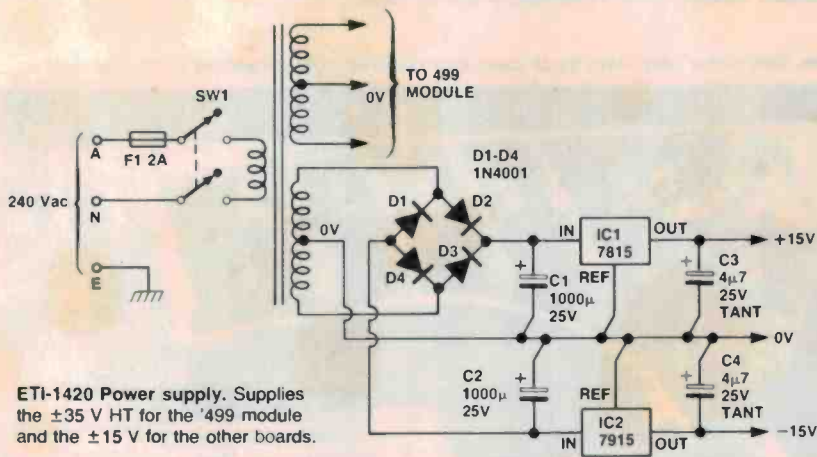 TO 499
MODULE
0V
SW1
A
F1 2A
240 Vac
N
E
0V
D1-D4
1N4001
D1
D2
D3
D4
IN
IC1
7815
OUT
REF
+15V
+
C1
1000µ
25V
+
C3
4µ7
25V
TANT
0V
+
C2
1000µ
25V
REF
IC2
7915
IN
OUT
+
C4
4µ7
25V
TANT
−15V
ETI-1420 Power supply. Supplies
the ±35 V HT for the '499 module
and the ±15 V for the other boards.